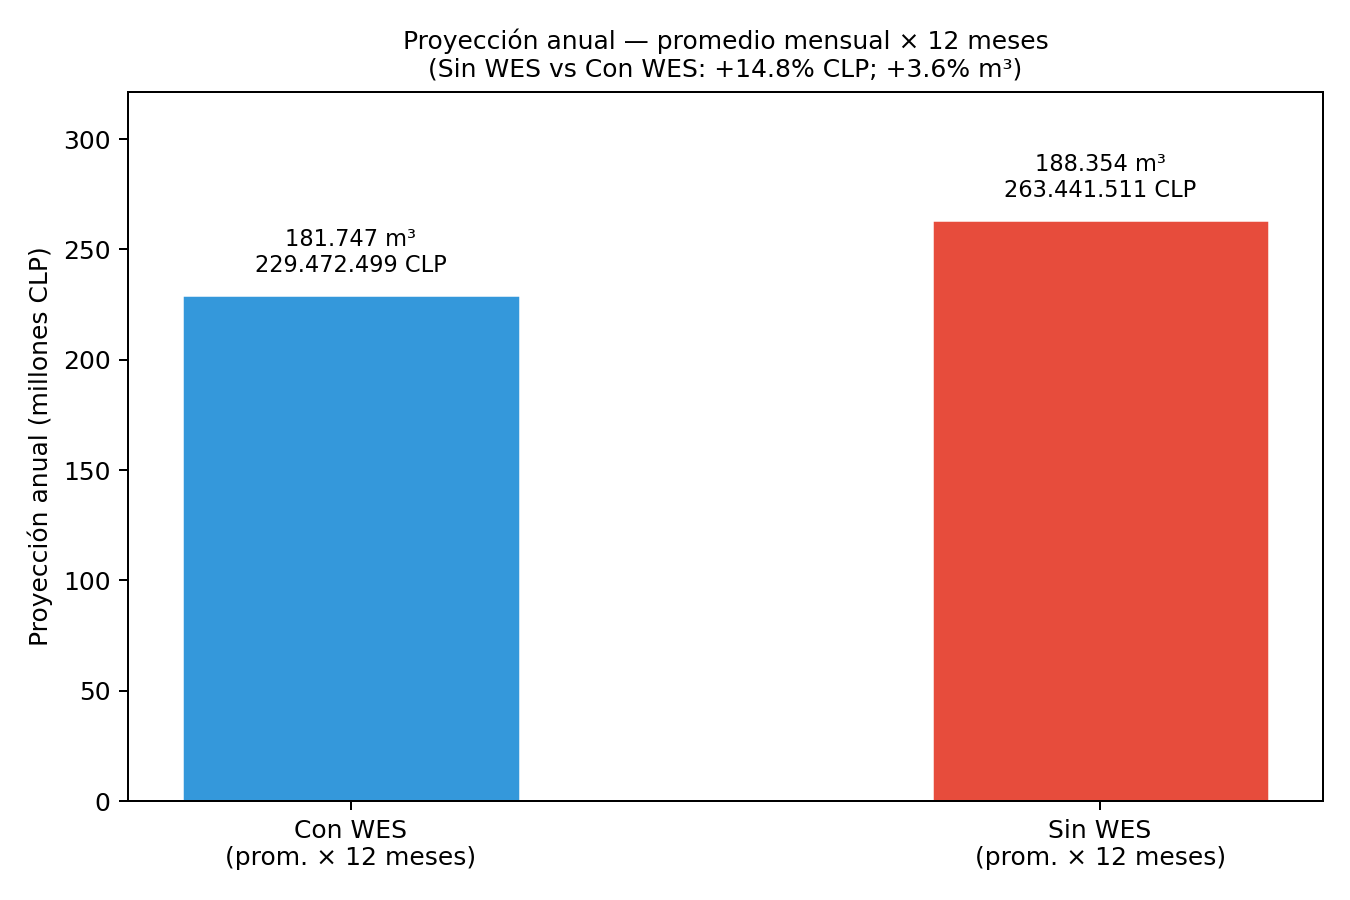 Proyección anual — promedio mensual × 12 meses
(Sin WES vs Con WES: +14.8% CLP; +3.6% m³)
Proyección anual (millones CLP)
300
250
200
150
100
50
0
181.747 m³
229.472.499 CLP
188.354 m³
263.441.511 CLP
Con WES
(prom. × 12 meses)
Sin WES
(prom. × 12 meses)